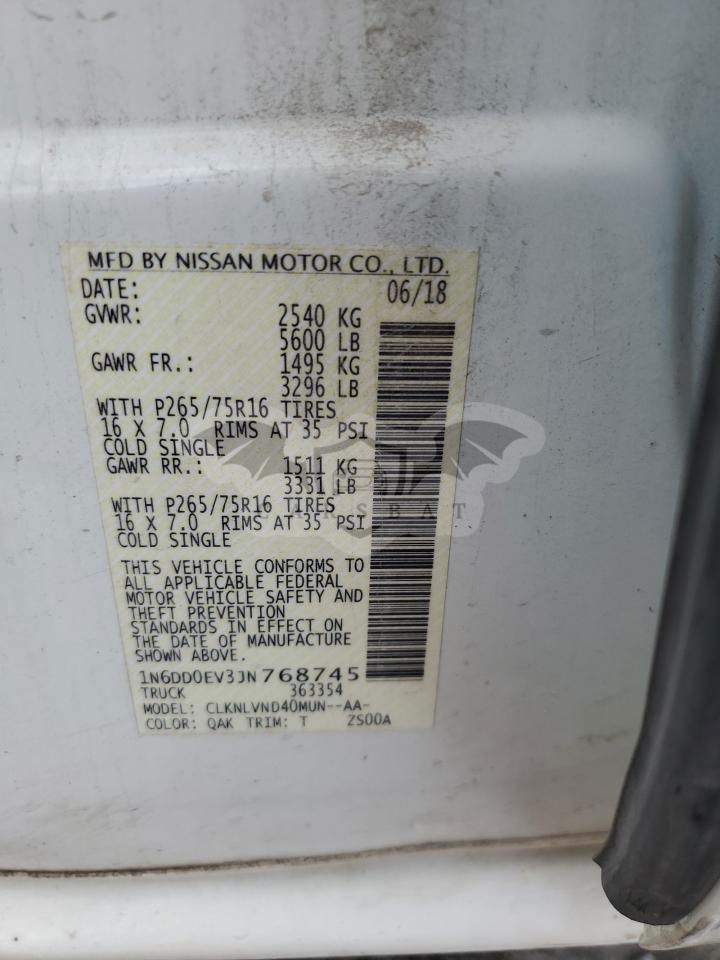 MFD BY NISSAN MOTOR CO., LTD.
DATE: 06/18
GVWR: 2540 KG
5600 LB
GAWR FR.: 1495 KG
3296 LB
WITH P265/75R16 TIRES
16 X 7.0 RIMS AT 35 PSI
COLD SINGLE
GAWR RR.: 1511 KG
3331 LB
WITH P265/75R16 TIRES
16 X 7.0 RIMS AT 35 PSI
COLD SINGLE
THIS VEHICLE CONFORMS TO
ALL APPLICABLE FEDERAL
MOTOR VEHICLE SAFETY AND
THEFT PREVENTION
STANDARDS IN EFFECT ON
THE DATE OF MANUFACTURE
SHOWN ABOVE.
1N6DD0EV3JN768745
TRUCK 363354
MODEL: CLKNLVND40MUN--AA-
COLOR: QAK TRIM: T ZS00A